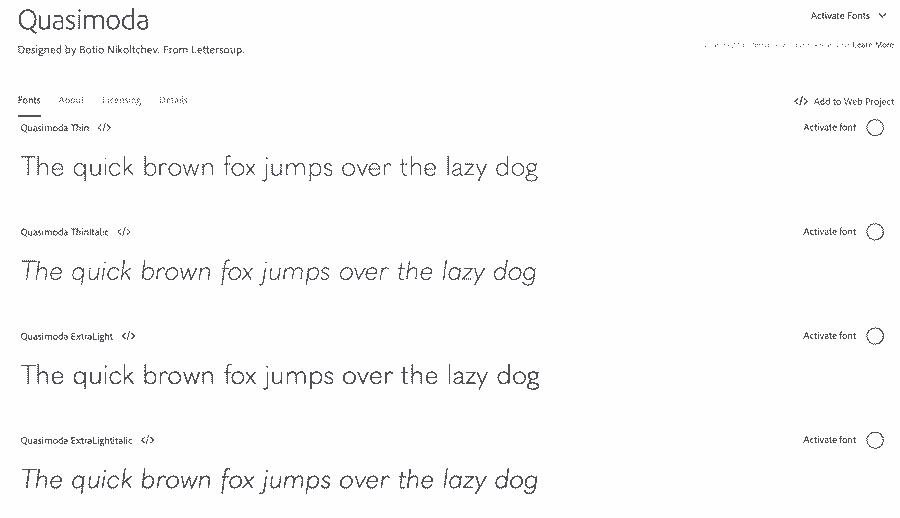 Quasimoda
Activate Fonts
Designed by Botio Nikoltchev. From Lettersoup.
Learn More
Fonts About Licensing Details
</> Add to Web Project
Quasimoda Thin </>
Activate font
The quick brown fox jumps over the lazy dog
Quasimoda ThinItalic </>
Activate font
The quick brown fox jumps over the lazy dog
Quasimoda ExtraLight </>
Activate font
The quick brown fox jumps over the lazy dog
Quasimoda ExtraLightItalic </>
Activate font
The quick brown fox jumps over the lazy dog